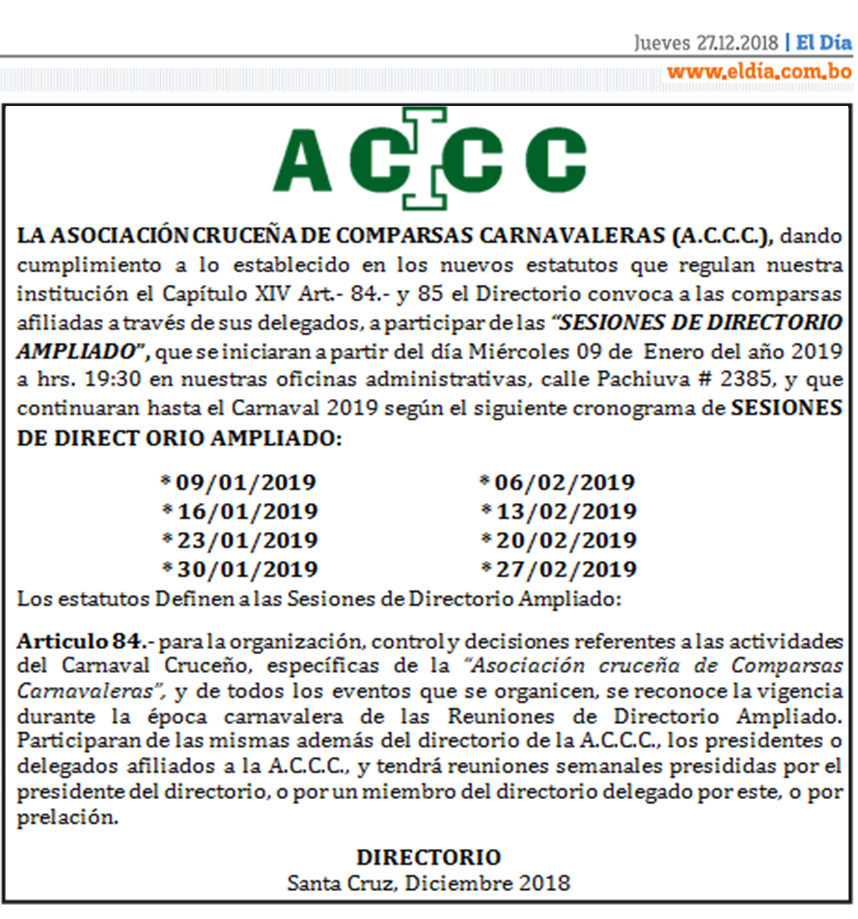 Jueves 27.12.2018 | El Día
www.eldía.com.bo
ACCC
LA ASOCIACIÓN CRUCEÑA DE COMPARSAS CARNAVALERAS (A.C.C.C.), dando
cumplimiento a lo establecido en los nuevos estatutos que regulan nuestra
institución el Capítulo XIV Art.- 84.- y 85 el Directorio convoca a las comparsas
afiliadas a través de sus delegados, a participar de las “SESIONES DE DIRECTORIO
AMPLIADO”, que se iniciaran a partir del día Miércoles 09 de Enero del año 2019
a hrs. 19:30 en nuestras oficinas administrativas, calle Pachiuva # 2385, y que
continuaran hasta el Carnaval 2019 según el siguiente cronograma de SESIONES
DE DIRECT ORIO AMPLIADO:
* 09/01/2019 * 06/02/2019
* 16/01/2019 * 13/02/2019
* 23/01/2019 * 20/02/2019
* 30/01/2019 * 27/02/2019
Los estatutos Definen a las Sesiones de Directorio Ampliado:
Articulo 84.- para la organización, control y decisiones referentes a las actividades
del Carnaval Cruceño, específicas de la “Asociación cruceña de Comparsas
Carnavaleras”, y de todos los eventos que se organicen, se reconoce la vigencia
durante la época carnavalera de las Reuniones de Directorio Ampliado.
Participaran de las mismas además del directorio de la A.C.C.C., los presidentes o
delegados afiliados a la A.C.C.C., y tendrá reuniones semanales presididas por el
presidente del directorio, o por un miembro del directorio delegado por este, o por
prelación.
DIRECTORIO
Santa Cruz, Diciembre 2018